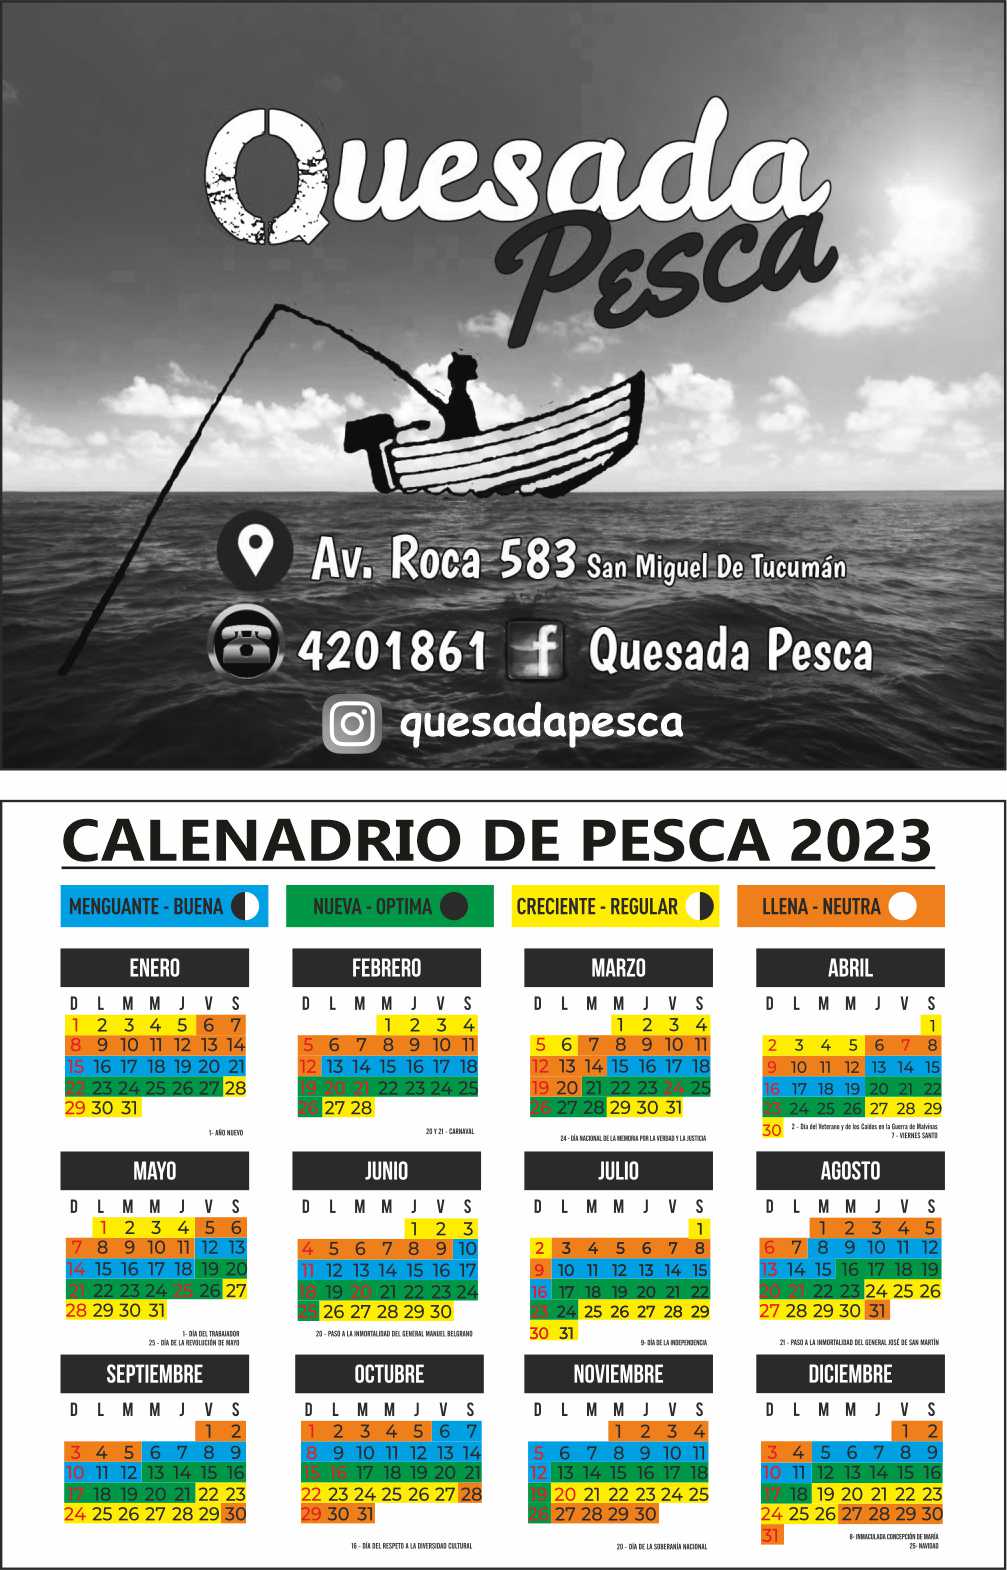 Quesada
Pesca
Av. Roca 583 San Miguel De Tucumán
4201861 f Quesada Pesca
quesadapesca
CALENADRIO DE PESCA 2023
MENGUANTE - BUENA NUEVA - OPTIMA CRECIENTE - REGULAR LLENA - NEUTRA
ENERO FEBRERO MARZO ABRIL
D L M M J V S D L M M J V S D L M M J V S D L M M J V S
1 2 3 4 5 6 7 1 2 3 4 1 2 3 4 1
8 9 10 11 12 13 14 5 6 7 8 9 10 11 5 6 7 8 9 10 11 2 3 4 5 6 7 8
15 16 17 18 19 20 21 12 13 14 15 16 17 18 12 13 14 15 16 17 18 9 10 11 12 13 14 15
22 23 24 25 26 27 28 19 20 21 22 23 24 25 19 20 21 22 23 24 25 16 17 18 19 20 21 22
29 30 31 26 27 28 26 27 28 29 30 31 23 24 25 26 27 28 29
30
1- AÑO NUEVO
20 Y 21 - CARNAVAL
24 - DÍA NACIONAL DE LA MEMORIA POR LA VERDAD Y LA JUSTICIA
2 - Día del Veterano y de los Caídos en la Guerra de Malvinas
7 - VIERNES SANTO
MAYO JUNIO JULIO AGOSTO
D L M M J V S D L M M J V S D L M M J V S D L M M J V S
1 2 3 4 5 6 1 2 3 1 1 2 3 4 5
7 8 9 10 11 12 13 4 5 6 7 8 9 10 2 3 4 5 6 7 8 6 7 8 9 10 11 12
14 15 16 17 18 19 20 11 12 13 14 15 16 17 9 10 11 12 13 14 15 13 14 15 16 17 18 19
21 22 23 24 25 26 27 18 19 20 21 22 23 24 16 17 18 19 20 21 22 20 21 22 23 24 25 26
28 29 30 31 25 26 27 28 29 30 23 24 25 26 27 28 29 27 28 29 30 31
30 31
1- DÍA DEL TRABAJADOR
25 - DÍA DE LA REVOLUCIÓN DE MAYO
20 - PASO A LA INMORTALIDAD DEL GENERAL MANUEL BELGRANO
9- DÍA DE LA INDEPENDENCIA
21 - PASO A LA INMORTALIDAD DEL GENERAL JOSÉ DE SAN MARTÍN
SEPTIEMBRE OCTUBRE NOVIEMBRE DICIEMBRE
D L M M J V S D L M M J V S D L M M J V S D L M M J V S
1 2 1 2 3 4 5 6 7 1 2 3 4 1 2
3 4 5 6 7 8 9 8 9 10 11 12 13 14 5 6 7 8 9 10 11 3 4 5 6 7 8 9
10 11 12 13 14 15 16 15 16 17 18 19 20 21 12 13 14 15 16 17 18 10 11 12 13 14 15 16
17 18 19 20 21 22 23 22 23 24 25 26 27 28 19 20 21 22 23 24 25 17 18 19 20 21 22 23
24 25 26 27 28 29 30 29 30 31 26 27 28 29 30 24 25 26 27 28 29 30
31
16 - DÍA DEL RESPETO A LA DIVERSIDAD CULTURAL
20 - DÍA DE LA SOBERANÍA NACIONAL
8- INMACULADA CONCEPCIÓN DE MARÍA
25- NAVIDAD